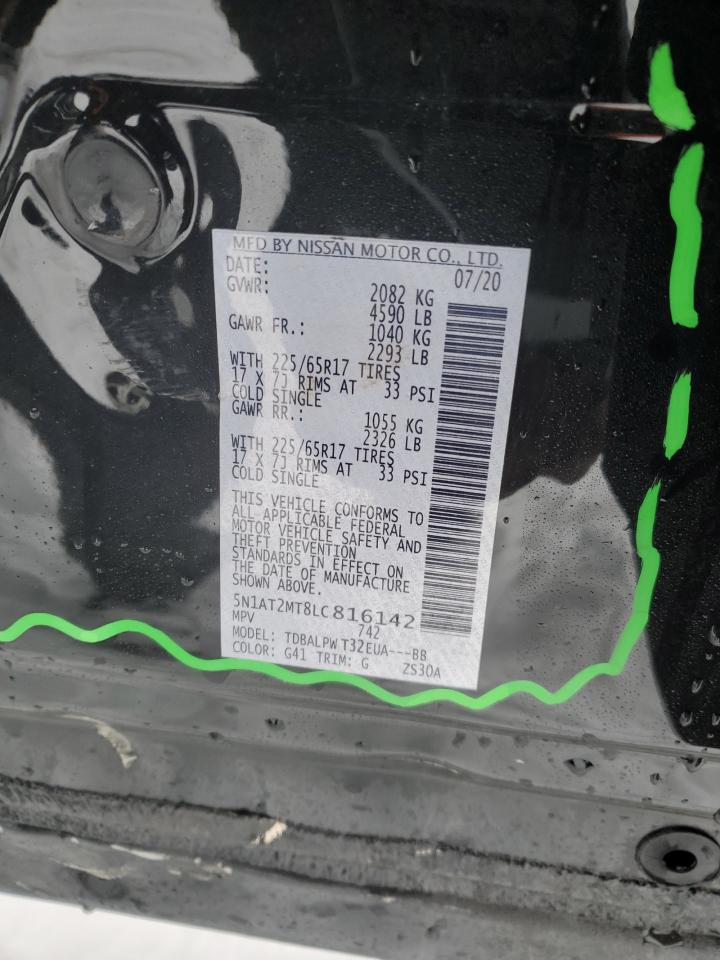 MFD BY NISSAN MOTOR CO., LTD.
DATE: 07/20
GVWR: 2082 KG
4590 LB
GAWR FR.: 1040 KG
2293 LB
WITH 225/65R17 TIRES
17 X 7J RIMS AT 33 PSI
COLD SINGLE
GAWR RR.: 1055 KG
2326 LB
WITH 225/65R17 TIRES
17 X 7J RIMS AT 33 PSI
COLD SINGLE
THIS VEHICLE CONFORMS TO
ALL APPLICABLE FEDERAL
MOTOR VEHICLE SAFETY AND
THEFT PREVENTION
STANDARDS IN EFFECT ON
THE DATE OF MANUFACTURE
SHOWN ABOVE.
5N1AT2MT8LC816142
MPV 742
MODEL: TDBALPW T32EUA---BB
COLOR: G41 TRIM: G ZS30A